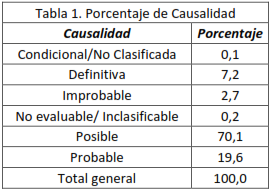 Tabla 1. Porcentaje de Causalidad
Causalidad Porcentaje
Condicional/No Clasificada 0,1
Definitiva 7,2
Improbable 2,7
No evaluable/ Inclasificable 0,2
Posible 70,1
Probable 19,6
Total general 100,0